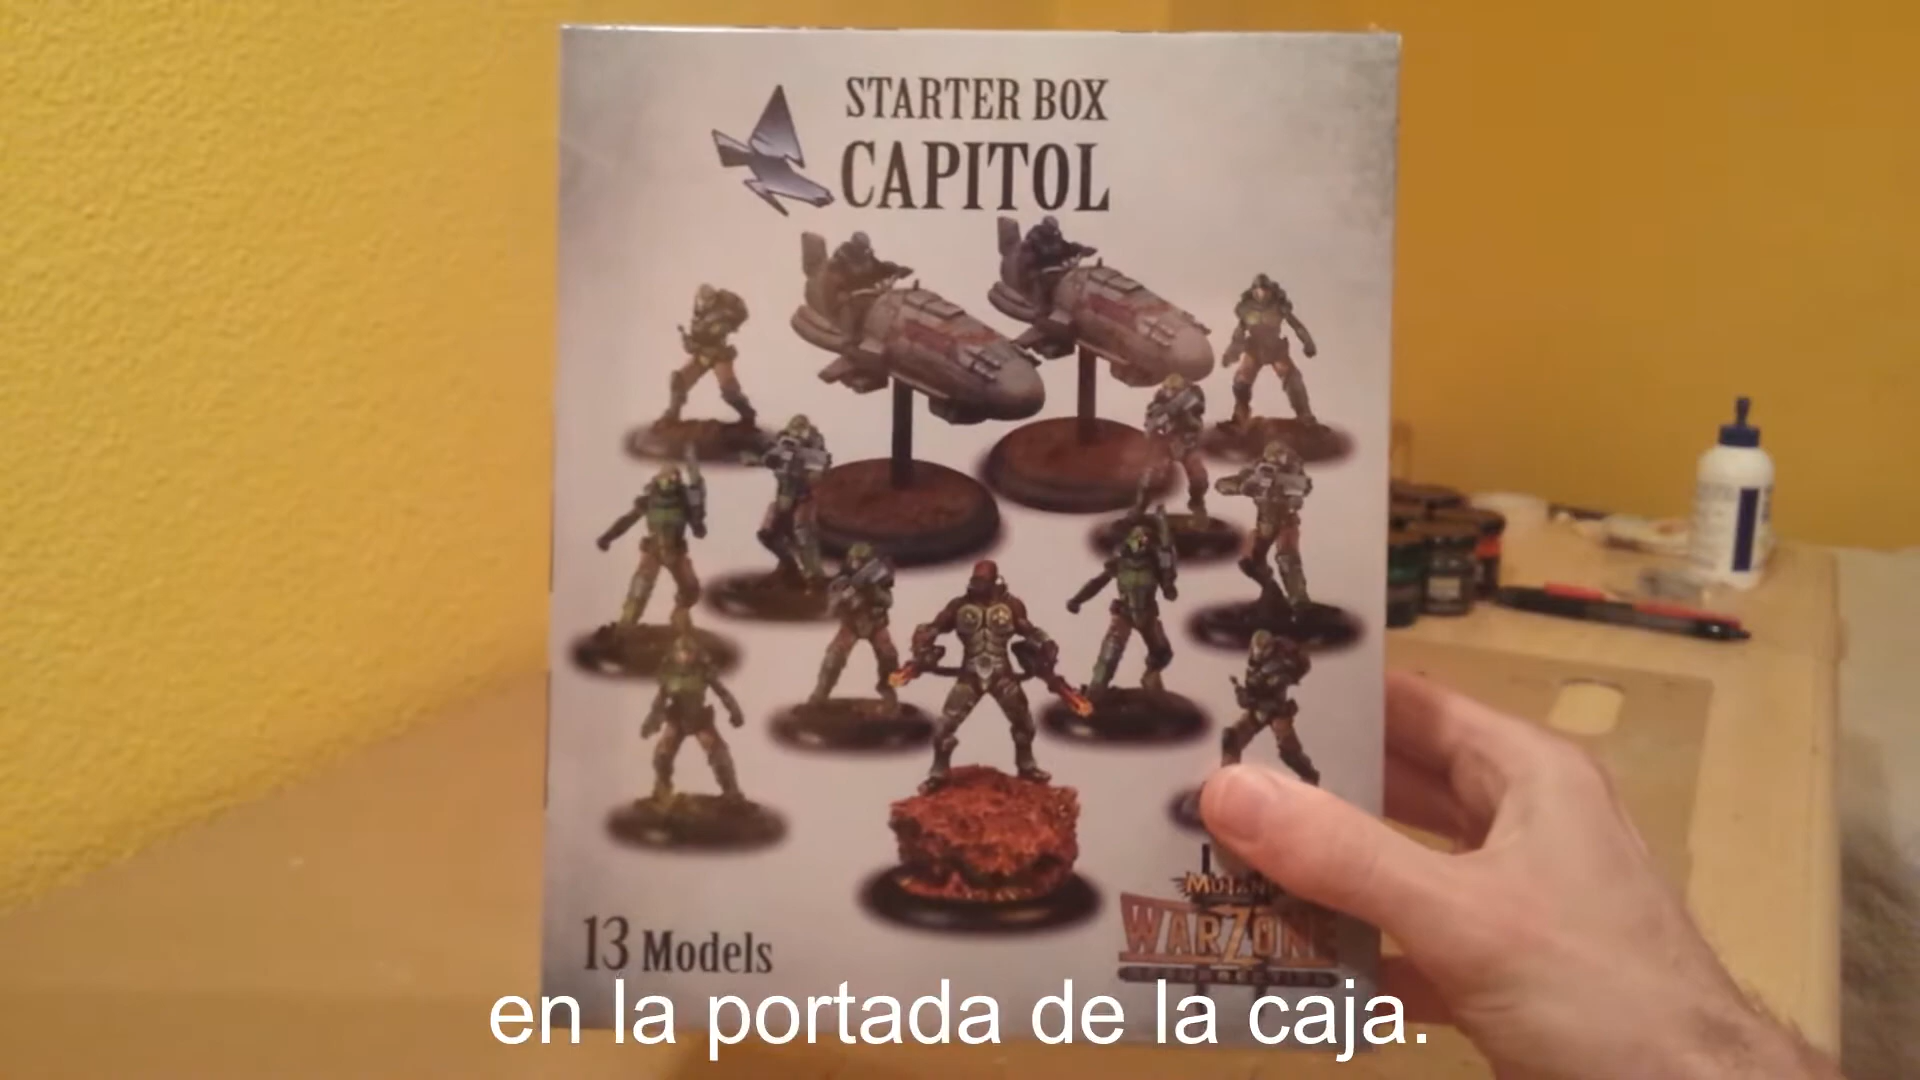 STARTER BOX
CAPITOL
13 Models
WARZONE
en la portada de la caja.